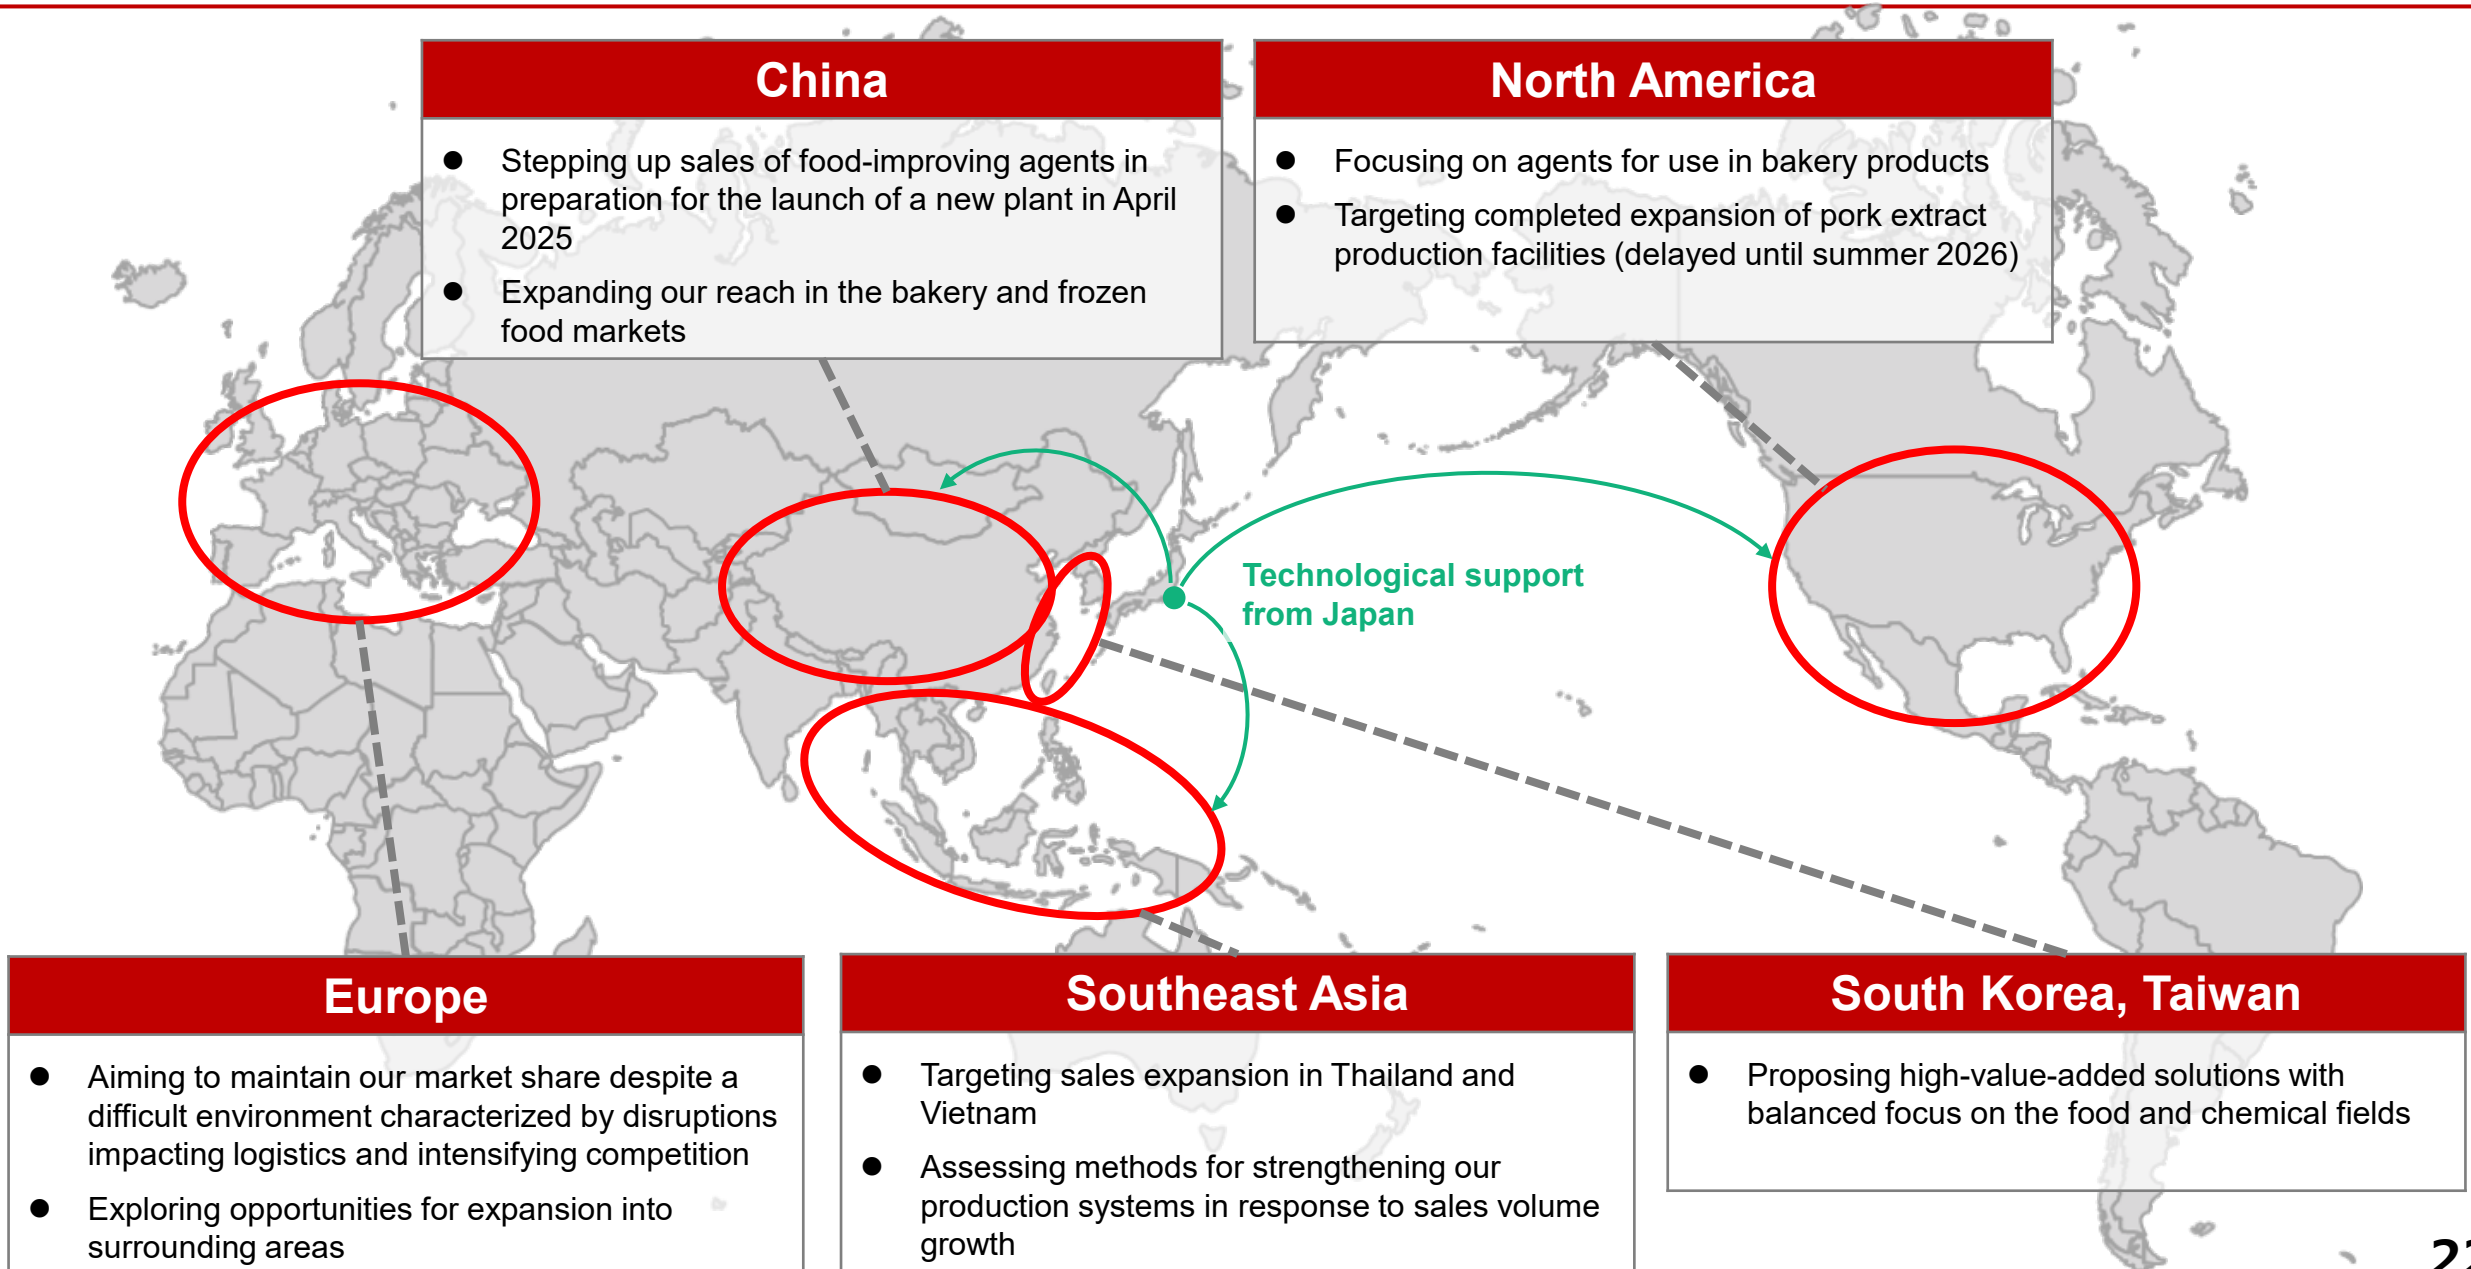 China
● Stepping up sales of food-improving agents in
preparation for the launch of a new plant in April
2025
● Expanding our reach in the bakery and frozen
food markets
North America
● Focusing on agents for use in bakery products
● Targeting completed expansion of pork extract
production facilities (delayed until summer 2026)
Technological support
from Japan
Europe
● Aiming to maintain our market share despite a
difficult environment characterized by disruptions
impacting logistics and intensifying competition
● Exploring opportunities for expansion into
surrounding areas
Southeast Asia
● Targeting sales expansion in Thailand and
Vietnam
● Assessing methods for strengthening our
production systems in response to sales volume
growth
South Korea, Taiwan
● Proposing high-value-added solutions with
balanced focus on the food and chemical fields